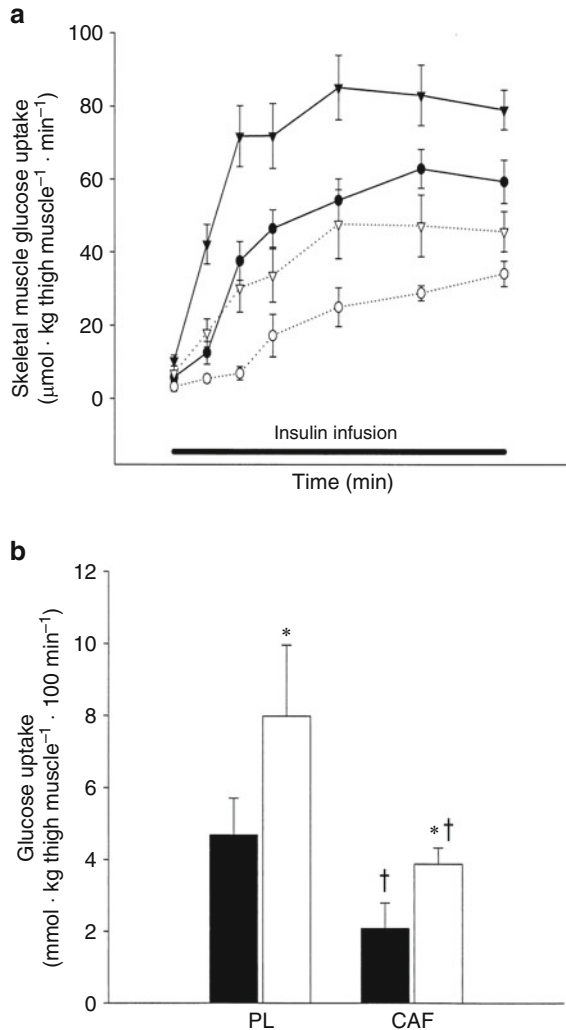 a
Skeletal muscle glucose uptake
(μmol · kg thigh muscle⁻¹ · min⁻¹)
100
80
60
40
20
0
Insulin infusion
Time (min)
b
Glucose uptake
(mmol · kg thigh muscle⁻¹ · 100 min⁻¹)
12
10
8
6
4
2
0
*
†
*†
PL
CAF